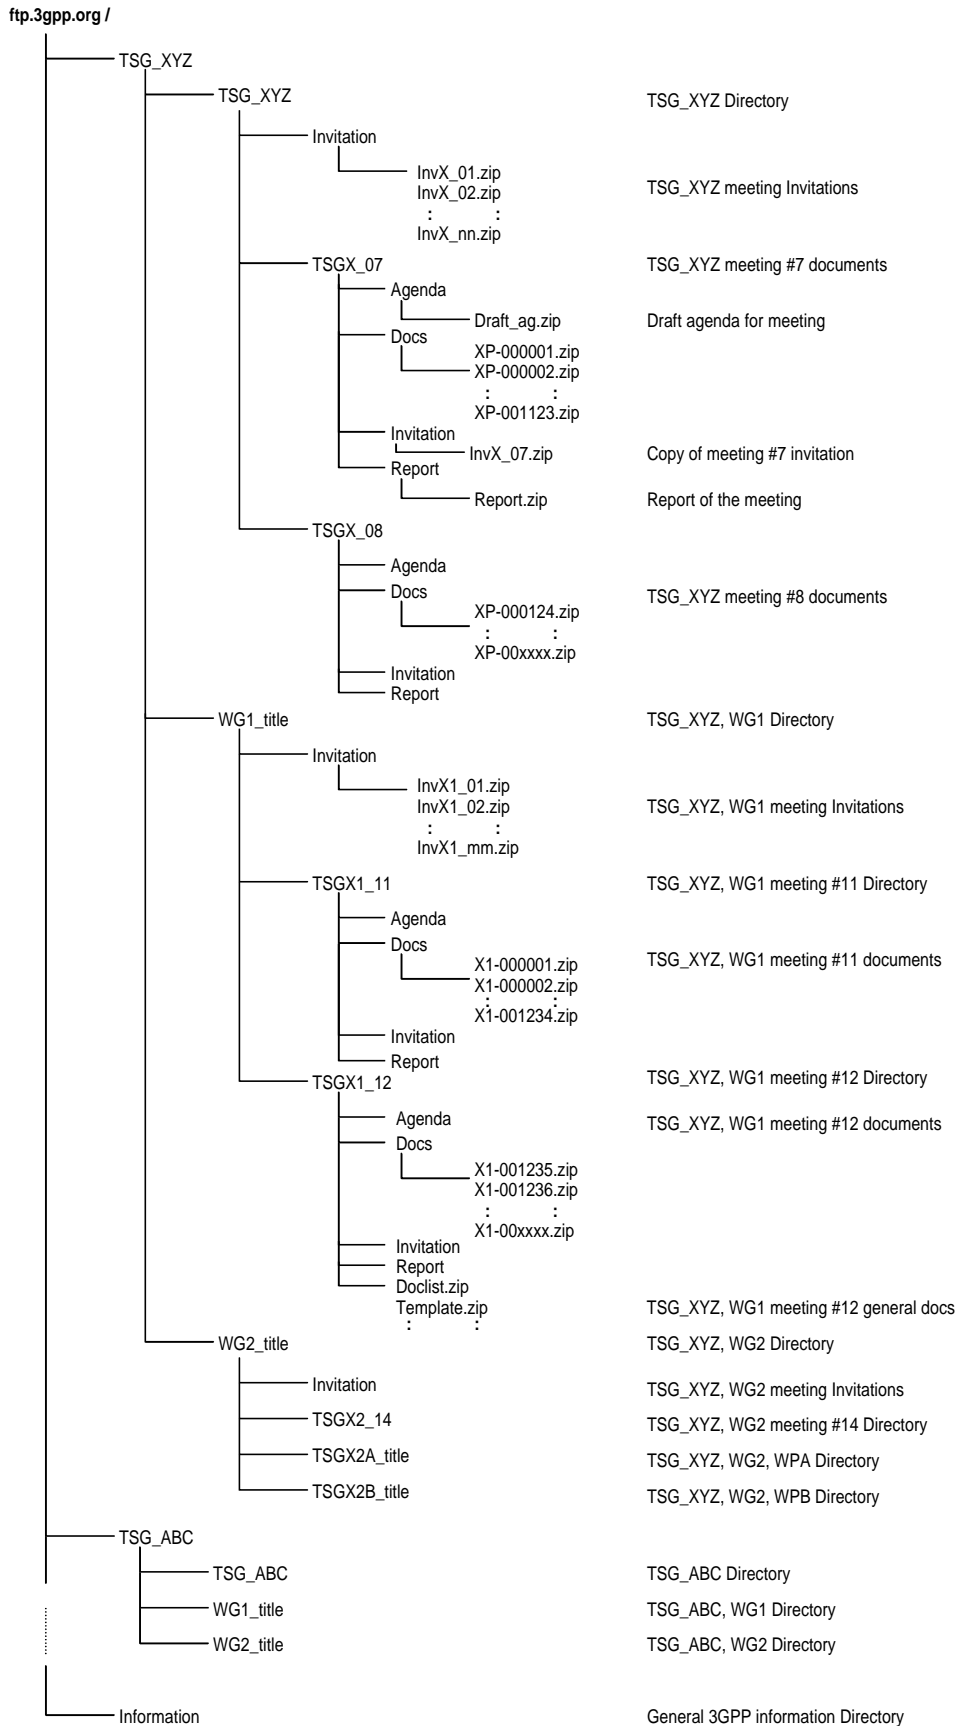 ftp.3gpp.org /
TSG_XYZ
TSG_XYZ TSG_XYZ Directory
Invitation
InvX_01.zip
InvX_02.zip TSG_XYZ meeting Invitations
: :
InvX_nn.zip
TSGX_07 TSG_XYZ meeting #7 documents
Agenda
Draft_ag.zip Draft agenda for meeting
Docs
XP-000001.zip
XP-000002.zip
: :
XP-001123.zip
Invitation
InvX_07.zip Copy of meeting #7 invitation
Report
Report.zip Report of the meeting
TSGX_08
Agenda
Docs TSG_XYZ meeting #8 documents
XP-000124.zip
: :
XP-00xxxx.zip
Invitation
Report
WG1_title TSG_XYZ, WG1 Directory
Invitation
InvX1_01.zip
InvX1_02.zip TSG_XYZ, WG1 meeting Invitations
: :
InvX1_mm.zip
TSGX1_11 TSG_XYZ, WG1 meeting #11 Directory
Agenda
Docs TSG_XYZ, WG1 meeting #11 documents
X1-000001.zip
X1-000002.zip
: :
X1-001234.zip
Invitation
Report
TSGX1_12 TSG_XYZ, WG1 meeting #12 Directory
Agenda TSG_XYZ, WG1 meeting #12 documents
Docs
X1-001235.zip
X1-001236.zip
: :
X1-00xxxx.zip
Invitation
Report
Doclist.zip
Template.zip TSG_XYZ, WG1 meeting #12 general docs
: :
WG2_title TSG_XYZ, WG2 Directory
Invitation TSG_XYZ, WG2 meeting Invitations
TSGX2_14 TSG_XYZ, WG2 meeting #14 Directory
TSGX2A_title TSG_XYZ, WG2, WPA Directory
TSGX2B_title TSG_XYZ, WG2, WPB Directory
TSG_ABC
TSG_ABC TSG_ABC Directory
WG1_title TSG_ABC, WG1 Directory
WG2_title TSG_ABC, WG2 Directory
Information General 3GPP information Directory